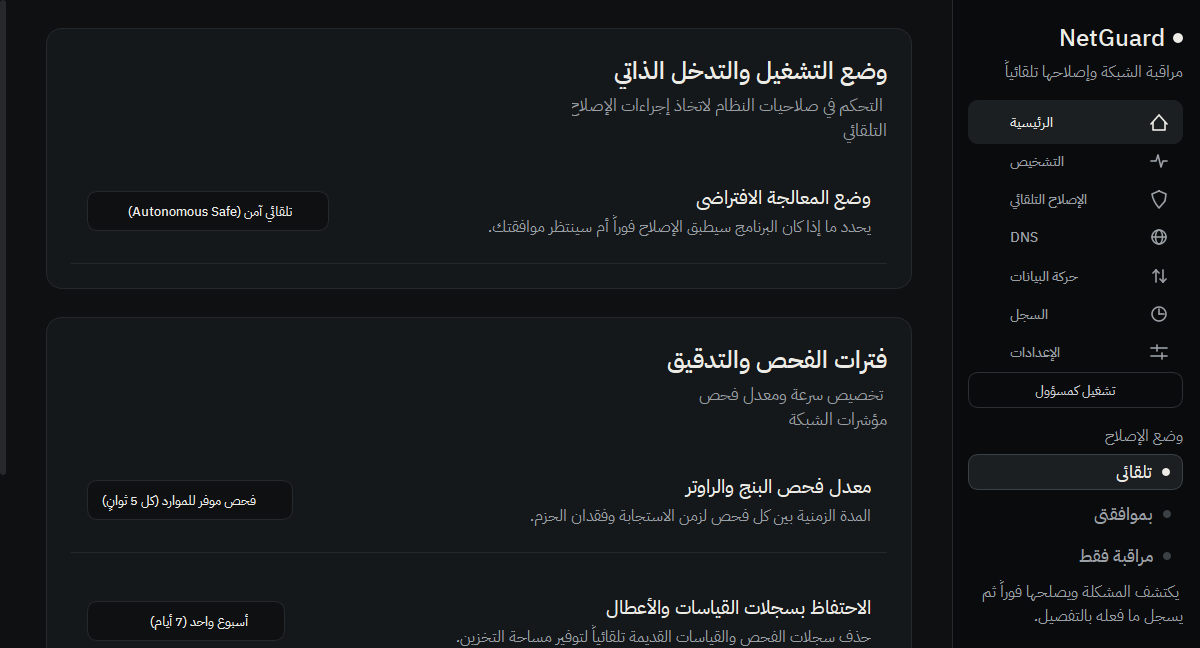 NetGuard
مراقبة الشبكة وإصلاحها تلقائياً
الرئيسية
التشخيص
الإصلاح التلقائي
DNS
حركة البيانات
السجل
الإعدادات
تشغيل كمسؤول
وضع الإصلاح
تلقائى
بموافقتى
مراقبة فقط
يكتشف المشكلة ويصلحها فوراً ثم
يسجل ما فعله بالتفصيل.
وضع التشغيل والتدخل الذاتي
التحكم في صلاحيات النظام لاتخاذ إجراءات الإصلاح
التلقائي
وضع المعالجة الافتراضى
يحدد ما إذا كان البرنامج سيطبق الإصلاح فوراً أم سينتظر موافقتك.
تلقائي آمن (Autonomous Safe)
فترات الفحص والتدقيق
تخصيص سرعة ومعدل فحص
مؤشرات الشبكة
معدل فحص البنج والراوتر
المدة الزمنية بين كل فحص لزمن الاستجابة وفقدان الحزم.
فحص موفر للموارد (كل 5 ثوانٍ)
الاحتفاظ بسجلات القياسات والأعطال
حذف سجلات الفحص والقياسات القديمة تلقائياً لتوفير مساحة التخزين.
أسبوع واحد (7 أيام)